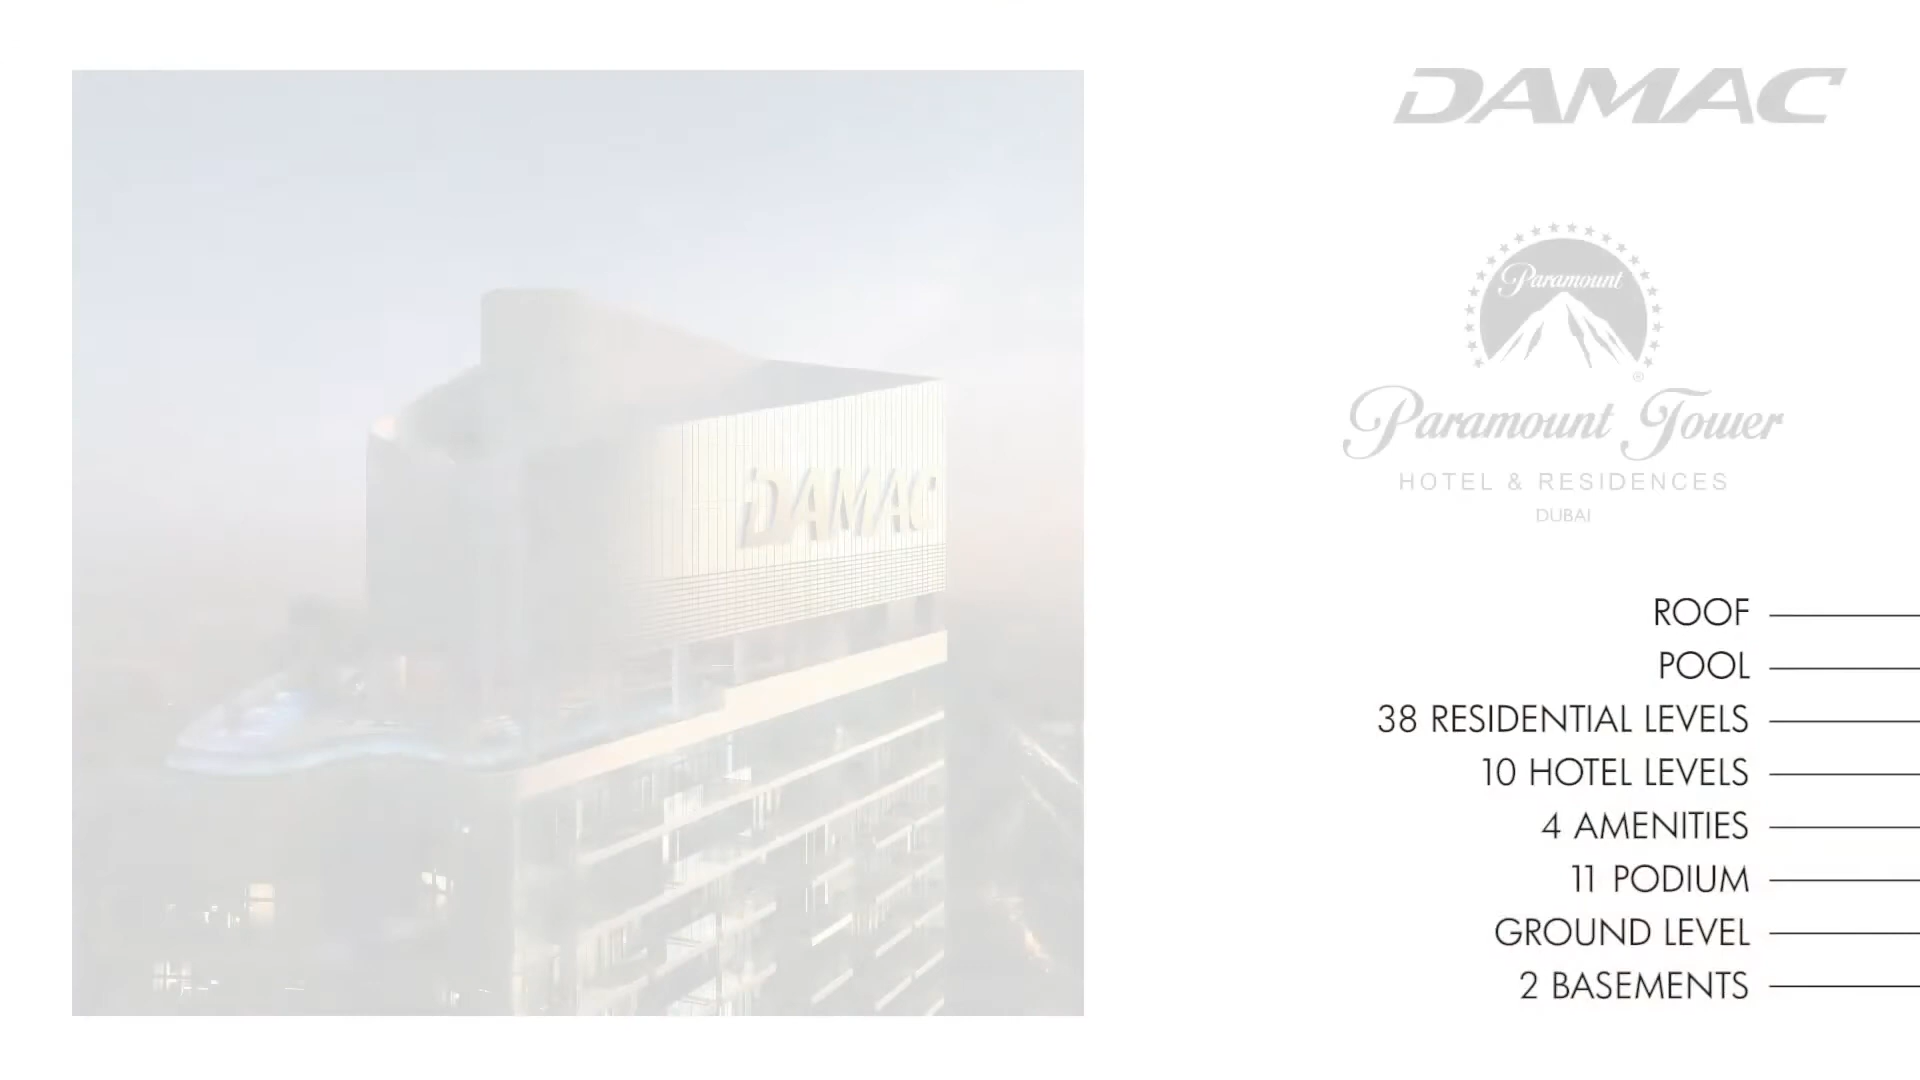 DAMAC
DAMAC
Paramount
Paramount Tower
HOTEL & RESIDENCES
DUBAI
ROOF
POOL
38 RESIDENTIAL LEVELS
10 HOTEL LEVELS
4 AMENITIES
11 PODIUM
GROUND LEVEL
2 BASEMENTS